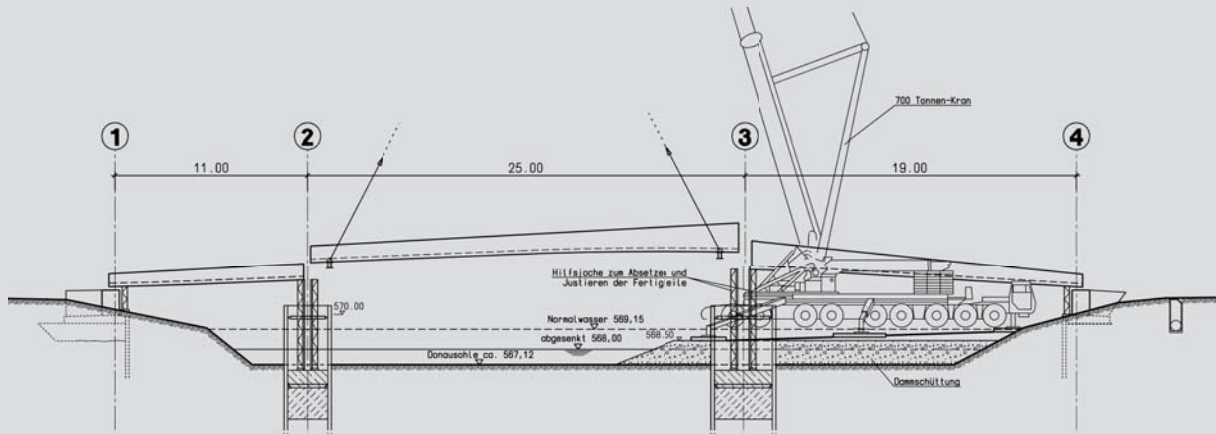 700 Tonnen-Kran
1
2
3
4
11.00
25.00
19.00
Hilfsjoche zum Absetzen und
Justieren der Fertigteile
570.00
Normalwasser 569,15
568.50
abgesenkt 568,00
Donausohle ca. 567,12
Dammschüttung